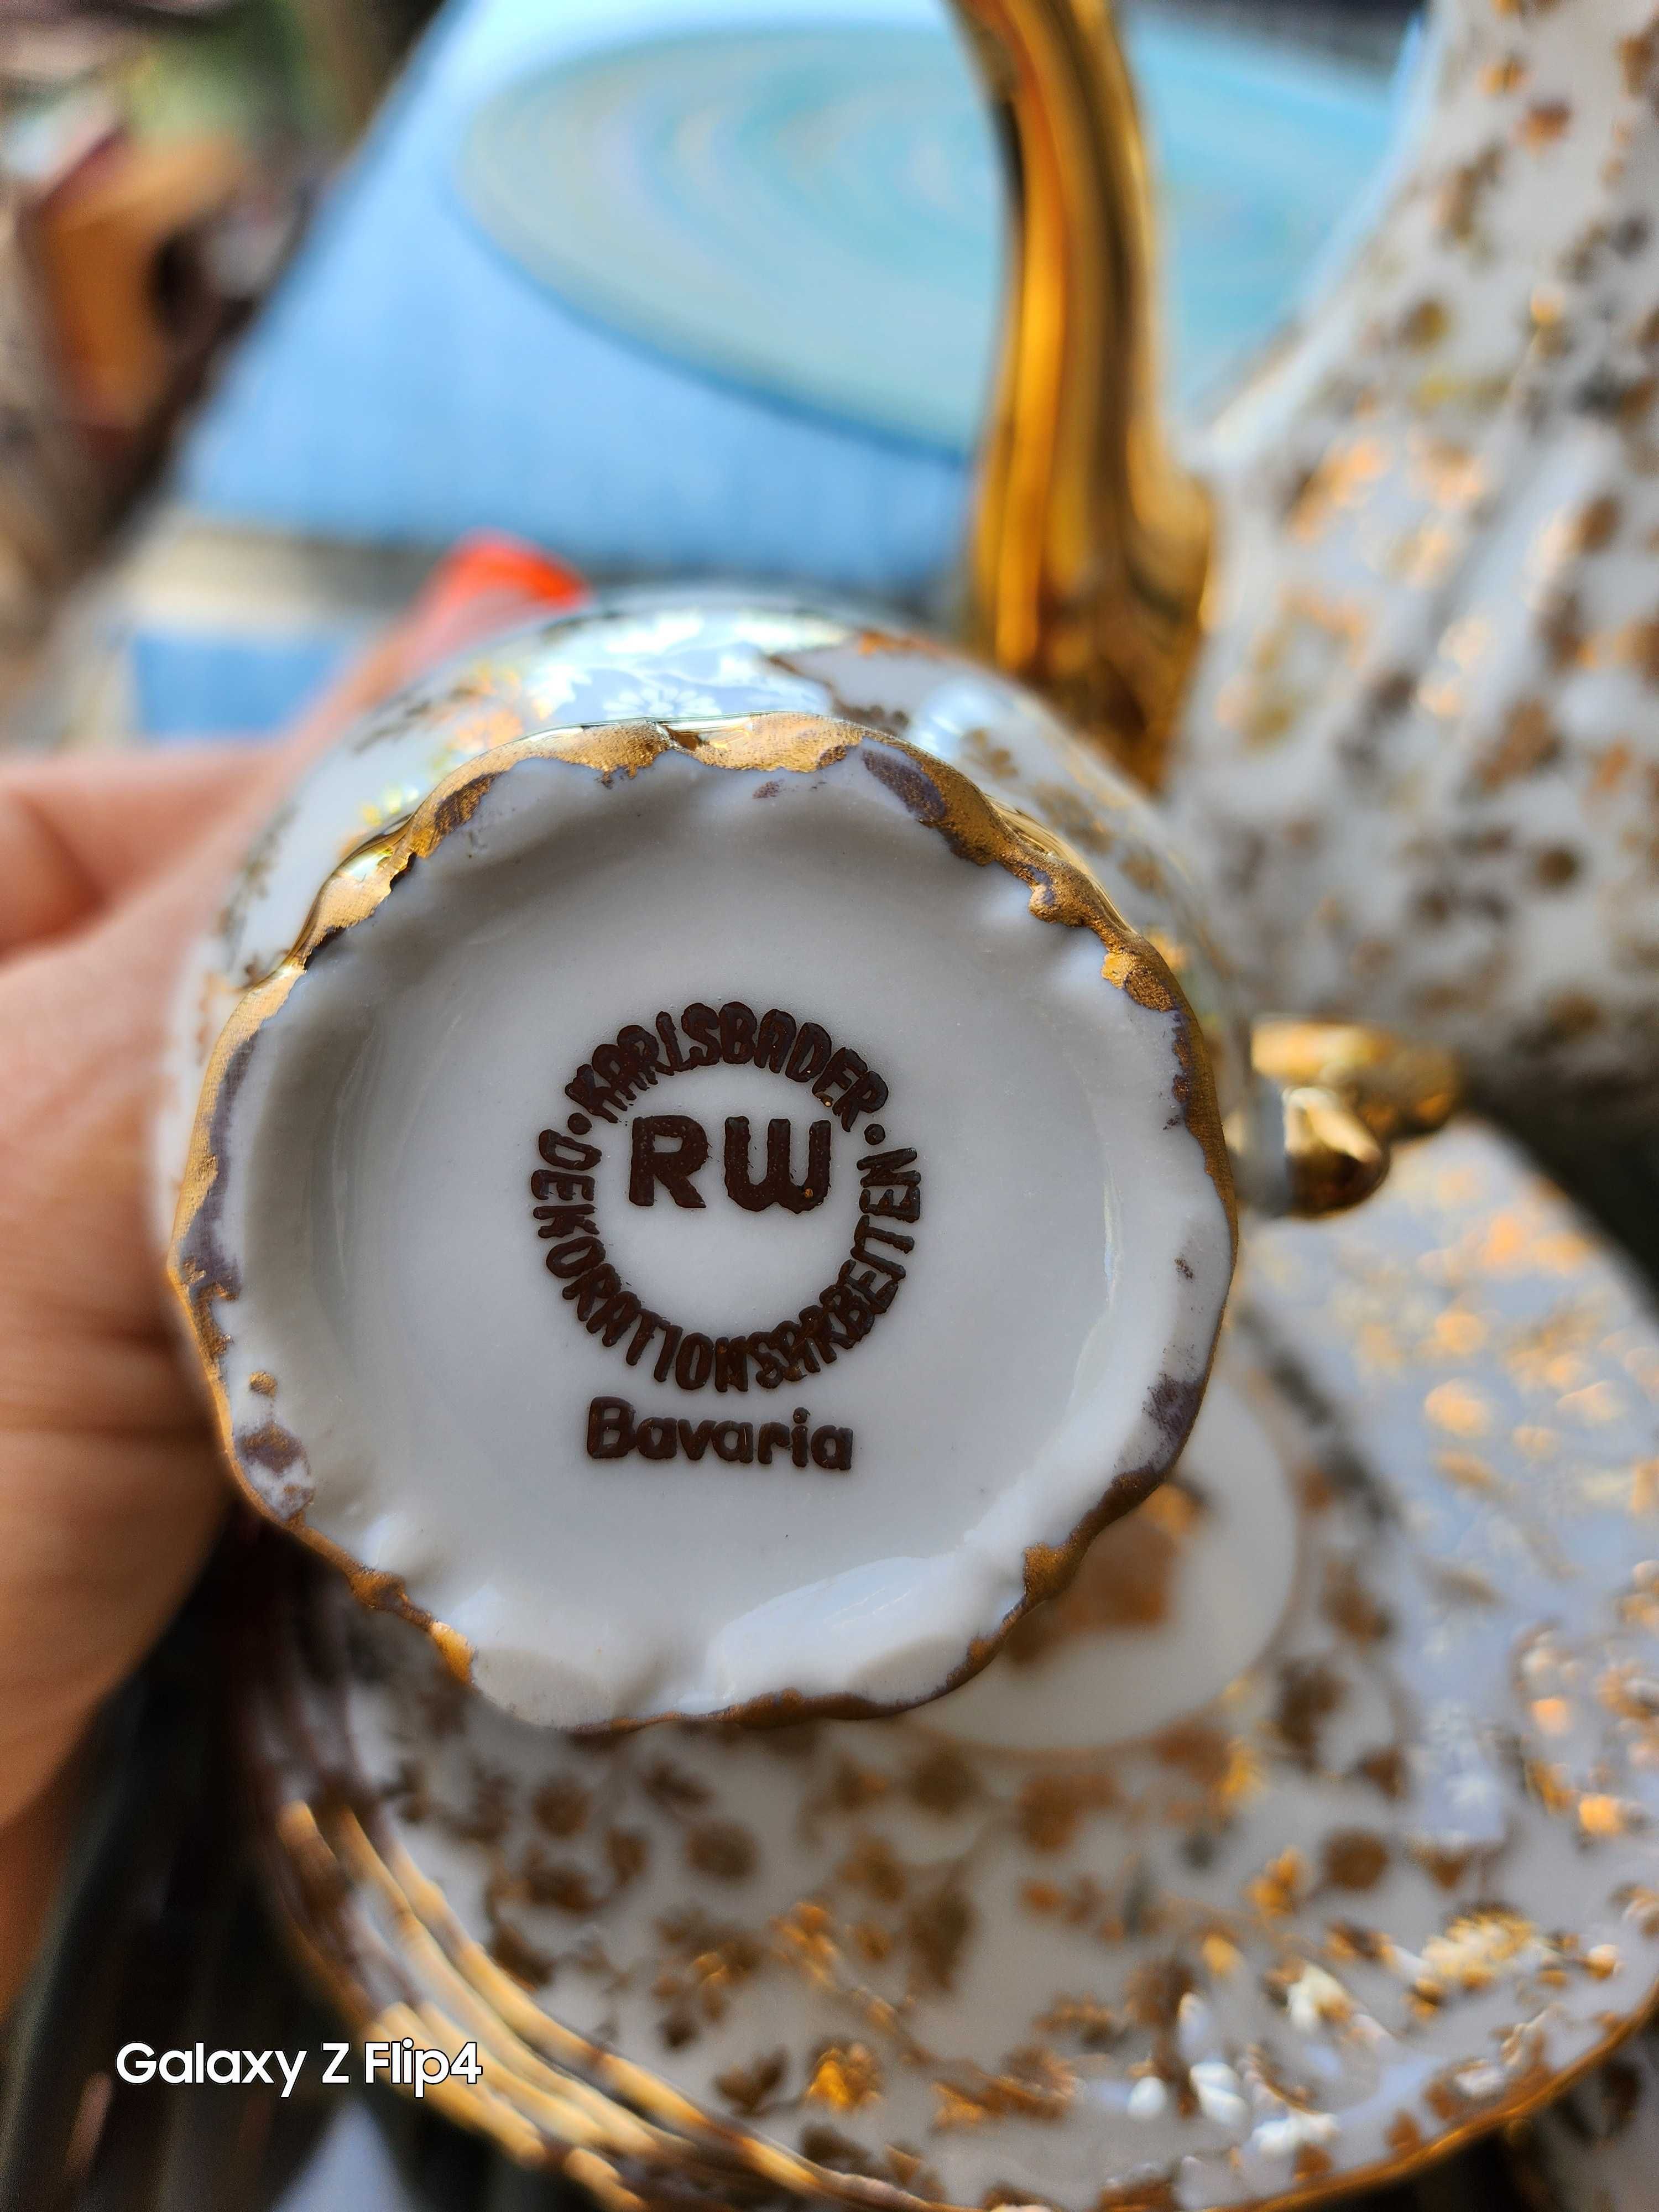 KARLSBADER
RW
DEKORATIONSARBEITEN
Bavaria
Galaxy Z Flip4